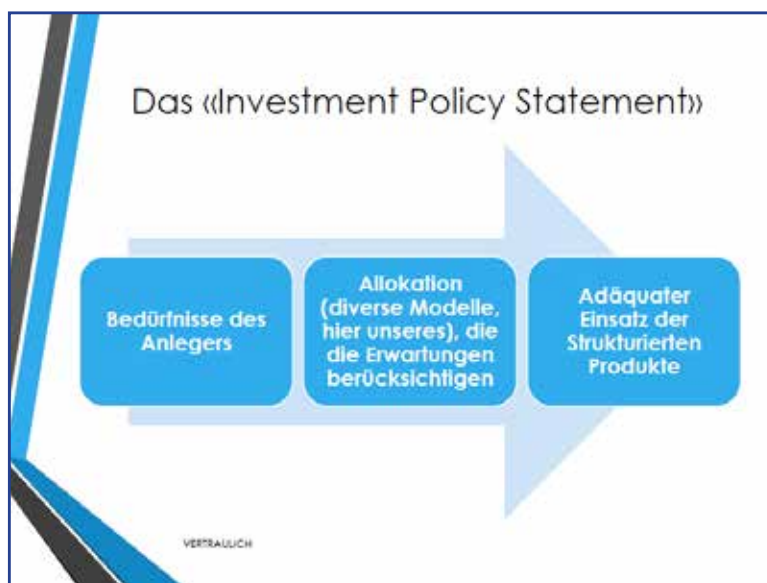 Das «Investment Policy Statement»
Bedürfnisse des
Anlegers
Allokation
(diverse Modelle,
hier unseres), die
die Erwartungen
berücksichtigen
Adäquater
Einsatz der
Strukturierten
Produkte
VERTRAULICH